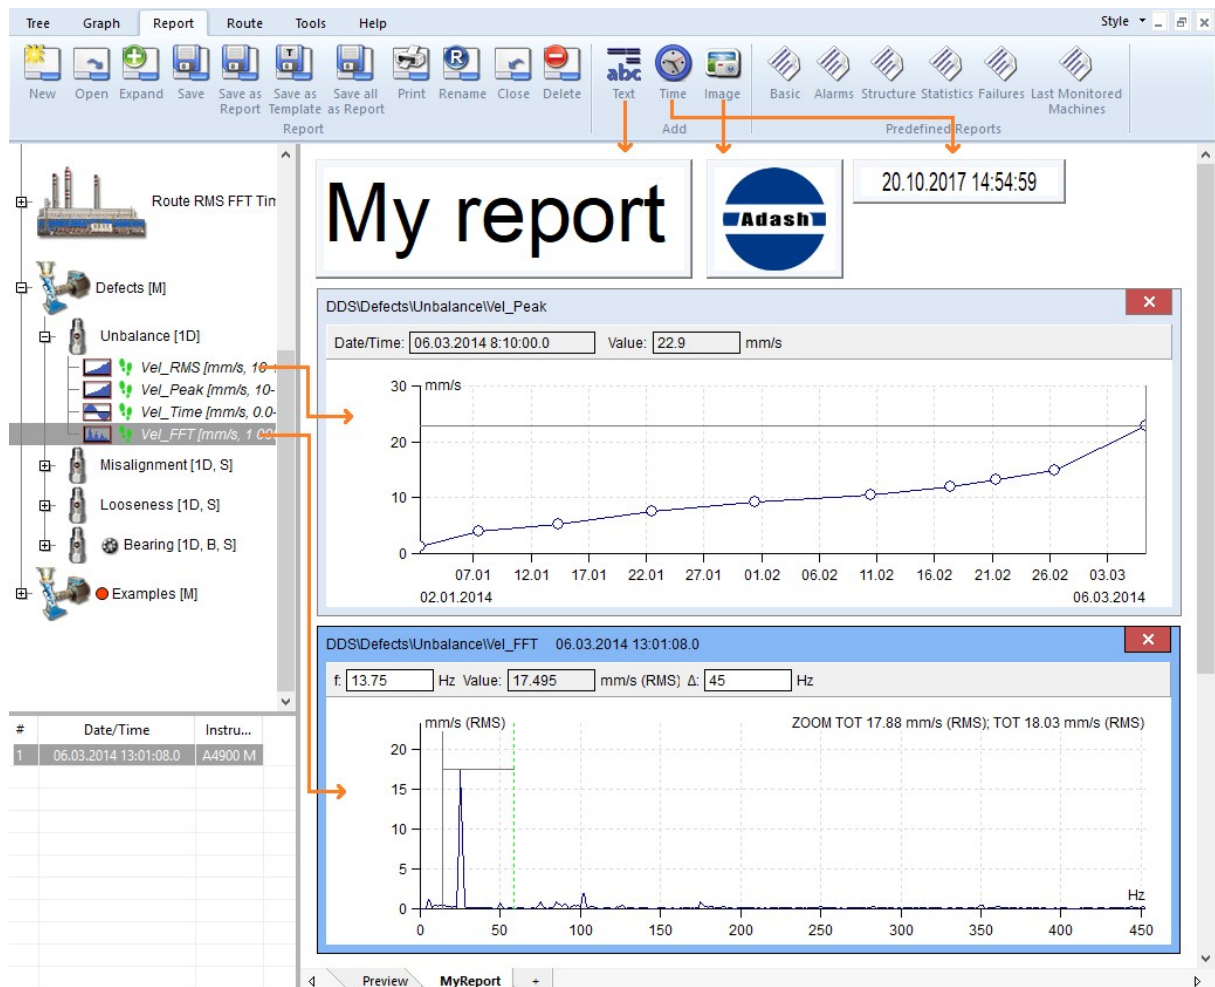 Tree Graph Report Route Tools Help Style
New Open Expand Save Save as Report Save as Template Save all as Report Print Rename Close Delete Text Time Image Basic Alarms Structure Statistics Failures Last Monitored Machines
Report Add Predefined Reports
Route RMS FFT Tim
Defects [M]
Unbalance [1D]
Vel_RMS [mm/s, 10-
Vel_Peak [mm/s, 10-
Vel_Time [mm/s, 0.0-
Vel_FFT [mm/s, 1
Misalignment [1D, S]
Looseness [1D, S]
Bearing [1D, B, S]
Examples [M]
# Date/Time Instru...
1 06.03.2014 13:01:08.0 A4900 M
My report
Adash
20.10.2017 14:54:59
DDS\Defects\Unbalance\Vel_Peak
Date/Time: 06.03.2014 8:10:00.0 Value: 22.9 mm/s
mm/s
30
20
10
0
07.01 12.01 17.01 22.01 27.01 01.02 06.02 11.02 16.02 21.02 26.02 03.03
02.01.2014 06.03.2014
DDS\Defects\Unbalance\Vel_FFT 06.03.2014 13:01:08.0
f: 13.75 Hz Value: 17.495 mm/s (RMS) Δ: 45 Hz
mm/s (RMS) ZOOM TOT 17.88 mm/s (RMS); TOT 18.03 mm/s (RMS)
20
15
10
5
0
Hz
0 50 100 150 200 250 300 350 400 450
Preview MyReport +